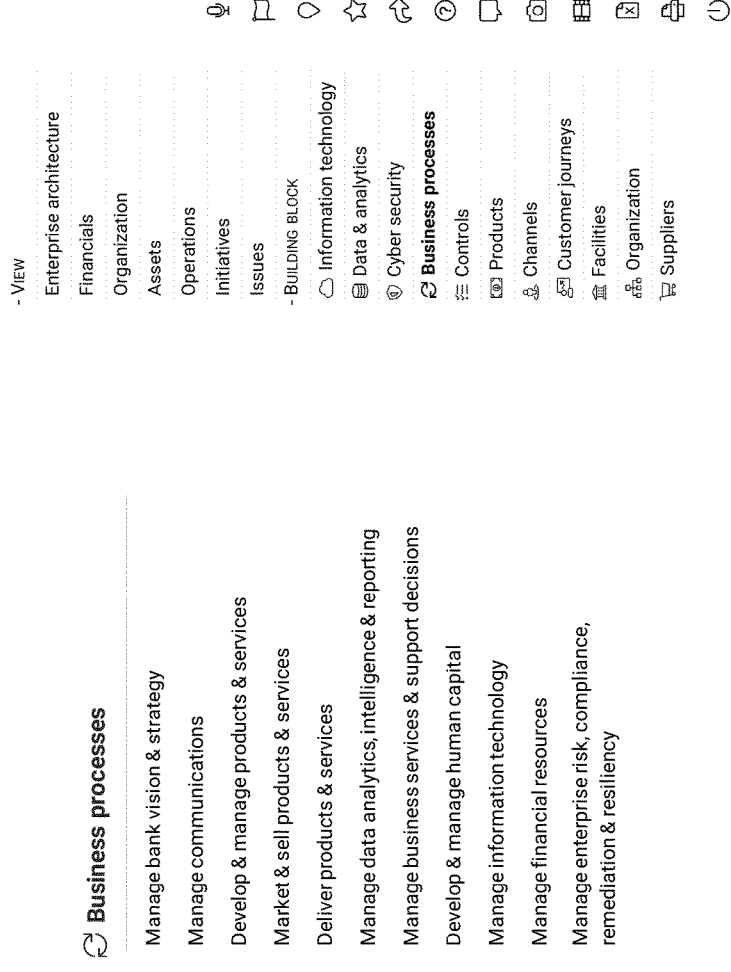 Business processes
Manage bank vision & strategy
Manage communications
Develop & manage products & services
Market & sell products & services
Deliver products & services
Manage data analytics, intelligence & reporting
Manage business services & support decisions
Develop & manage human capital
Manage information technology
Manage financial resources
Manage enterprise risk, compliance,
remediation & resiliency
- VIEW
Enterprise architecture
Financials
Organization
Assets
Operations
Initiatives
Issues
- BUILDING BLOCK
Information technology
Data & analytics
Cyber security
Business processes
Controls
Products
Channels
Customer journeys
Facilities
Organization
Suppliers